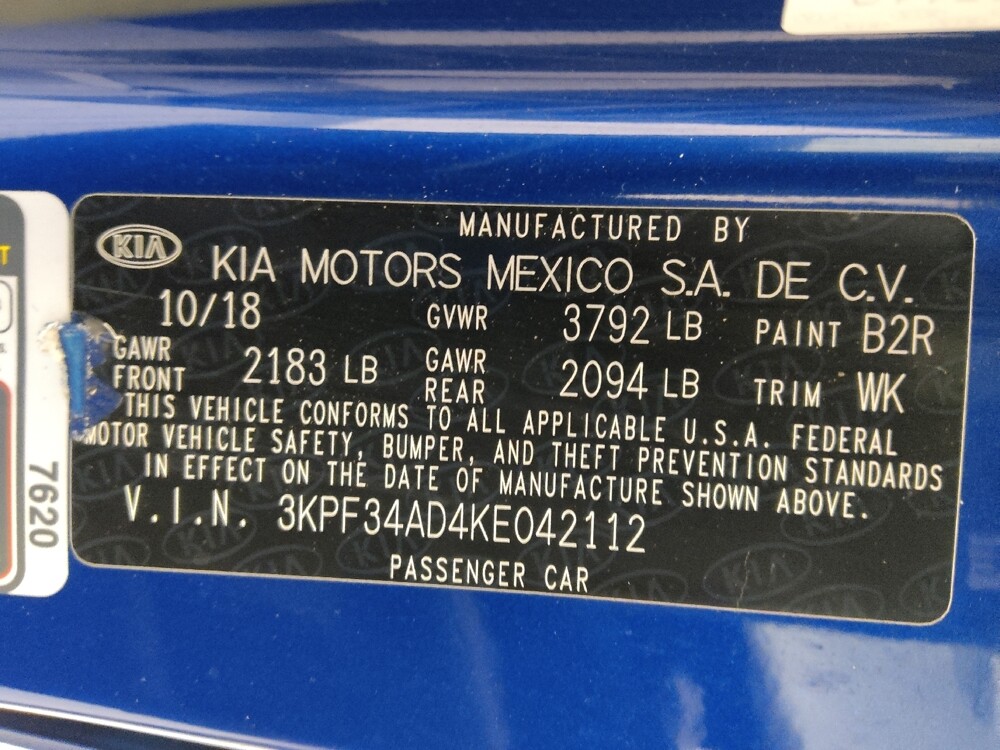 MANUFACTURED BY
KIA
KIA MOTORS MEXICO S.A. DE C.V.
10/18 GVWR 3792 LB PAINT B2R
GAWR FRONT 2183 LB GAWR REAR 2094 LB TRIM WK
THIS VEHICLE CONFORMS TO ALL APPLICABLE U.S.A. FEDERAL
MOTOR VEHICLE SAFETY, BUMPER, AND THEFT PREVENTION STANDARDS
IN EFFECT ON THE DATE OF MANUFACTURE SHOWN ABOVE.
V.I.N. 3KPF34AD4KE042112
PASSENGER CAR
7620